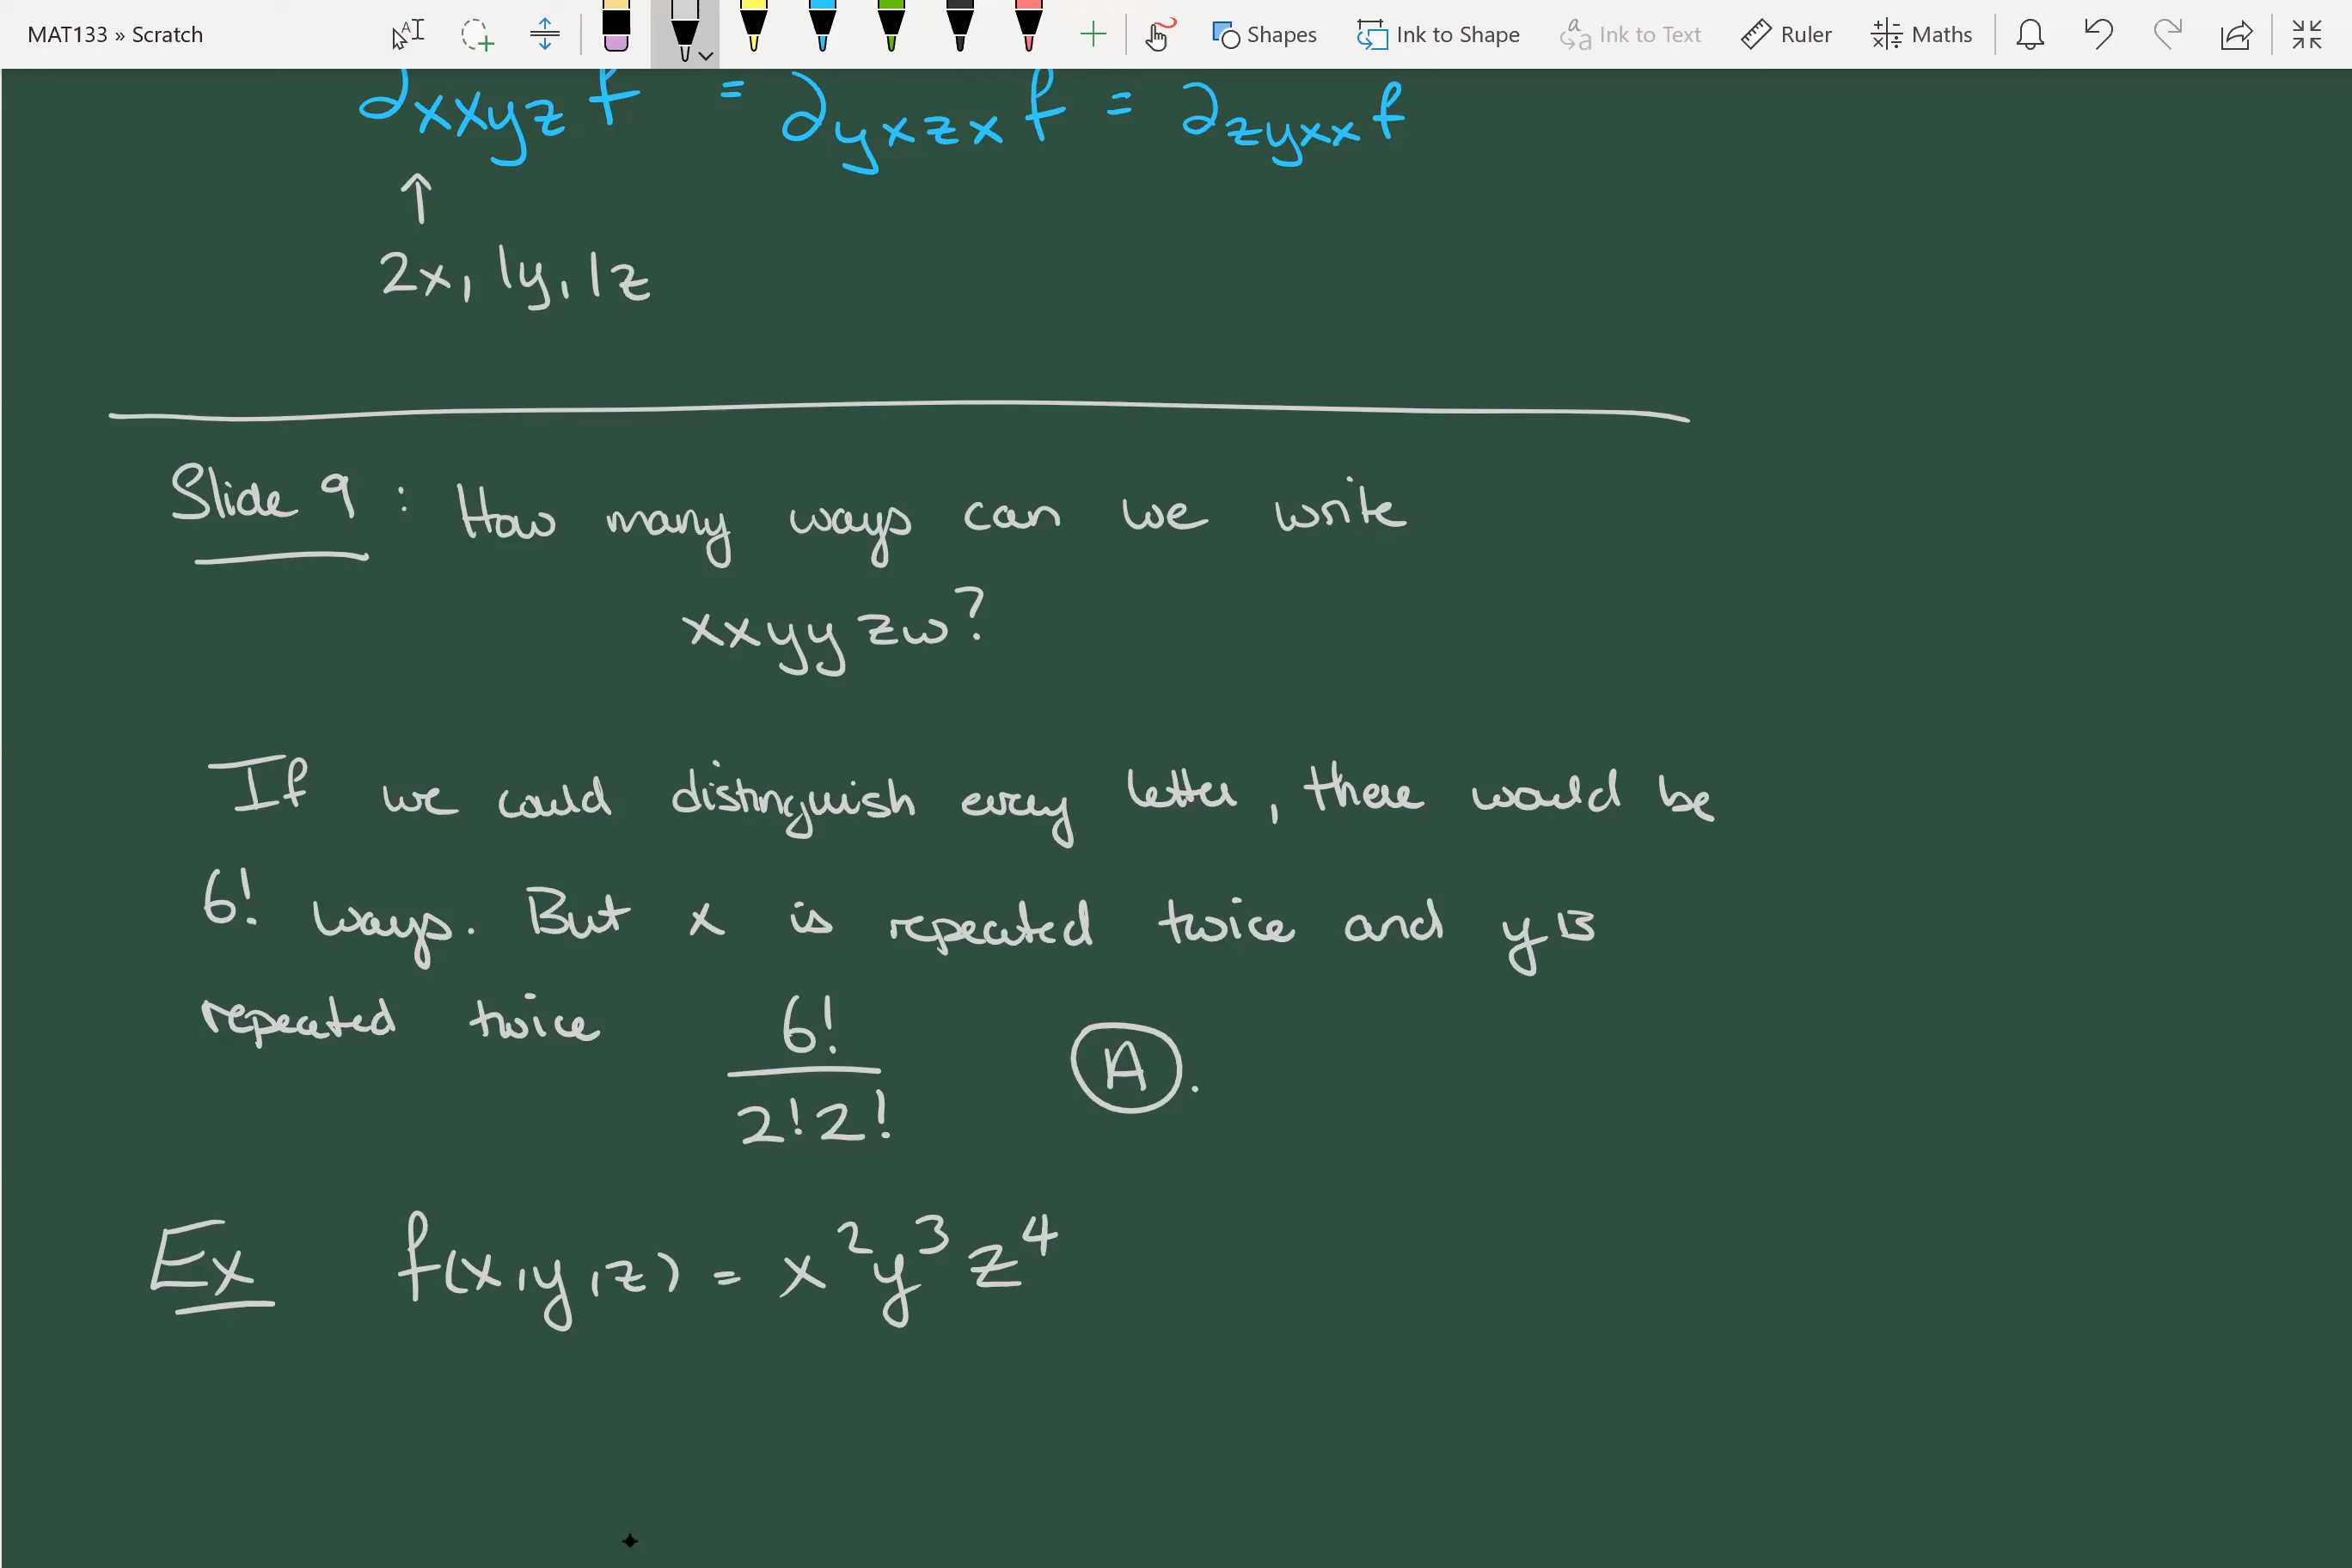 MAT133 » Scratch Shapes Ink to Shape Ink to Text Ruler Maths
∂xxyz f = ∂yxzx f = ∂zyxx f
↑
2x, 1y, 1z
Slide 9 : How many ways can we write
xxyyzw?
If we could distinguish every letter, there would be
6! ways. But x is repeated twice and y is
repeated twice 6!/2!2! Ⓐ.
Ex f(x,y,z) = x²y³z⁴